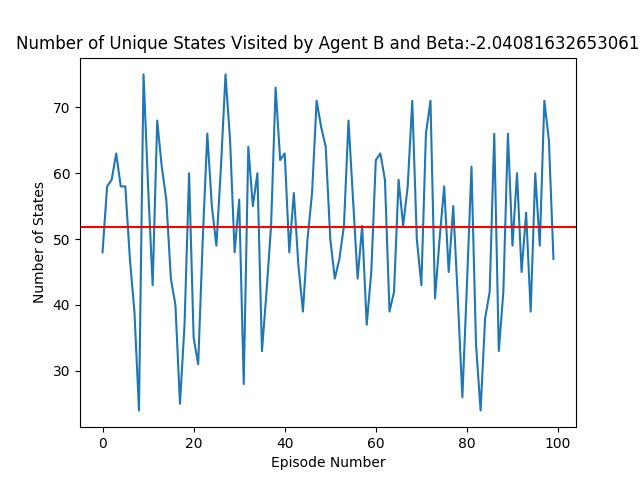 Number of Unique States Visited by Agent B and Beta:-2.04081632653061
70
60
50
40
30
Number of States
0 20 40 60 80 100
Episode Number